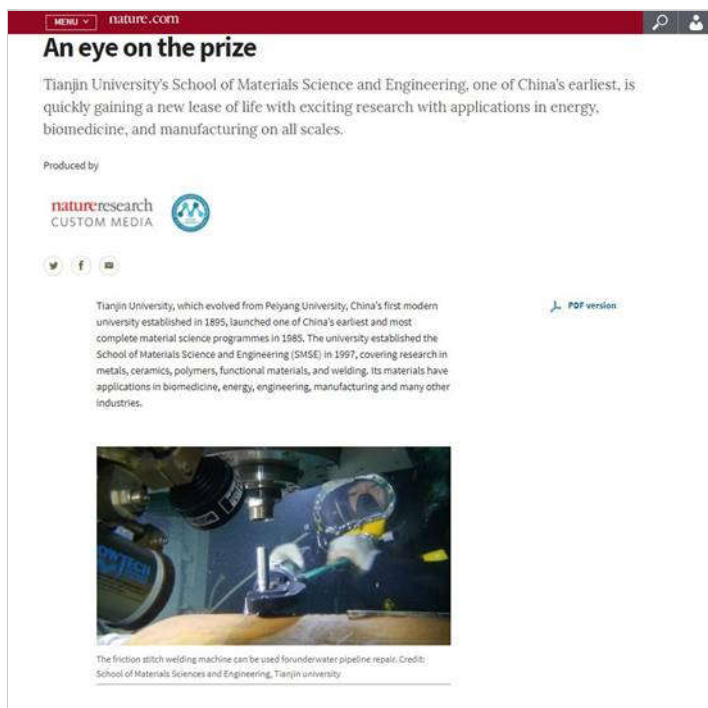 MENU nature.com
An eye on the prize
Tianjin University's School of Materials Science and Engineering, one of China's earliest, is
quickly gaining a new lease of life with exciting research with applications in energy,
biomedicine, and manufacturing on all scales.
Produced by
natureresearch
CUSTOM MEDIA
Tianjin University, which evolved from Peiyang University, China's first modern
university established in 1895, launched one of China's earliest and most
complete material science programmes in 1985. The university established the
School of Materials Science and Engineering (SMSE) in 1997, covering research in
metals, ceramics, polymers, functional materials, and welding. Its materials have
applications in biomedicine, energy, engineering, manufacturing and many other
industries.
PDF version
The friction stitch welding machine can be used forunderwater pipeline repair. Credit:
School of Materials Sciences and Engineering, Tianjin university